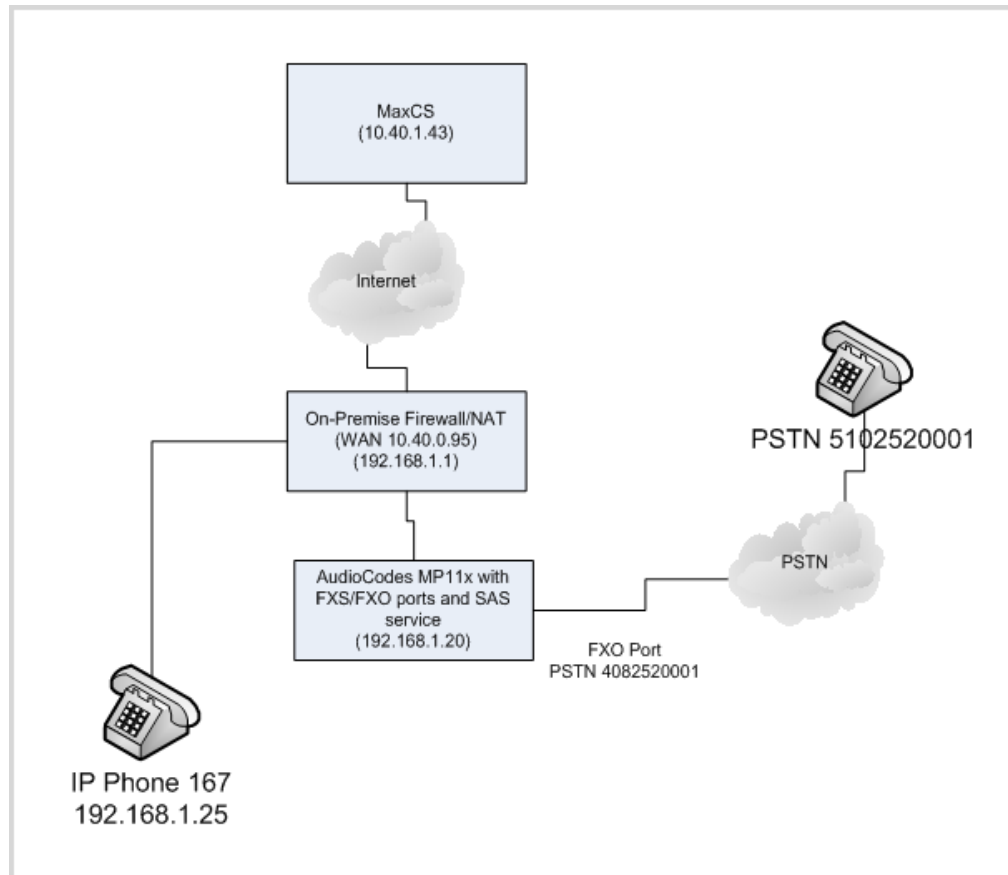 MaxCS
(10.40.1.43)
Internet
On-Premise Firewall/NAT
(WAN 10.40.0.95)
(192.168.1.1)
PSTN 5102520001
PSTN
AudioCodes MP11x with
FXS/FXO ports and SAS
service
(192.168.1.20)
FXO Port
PSTN 4082520001
IP Phone 167
192.168.1.25